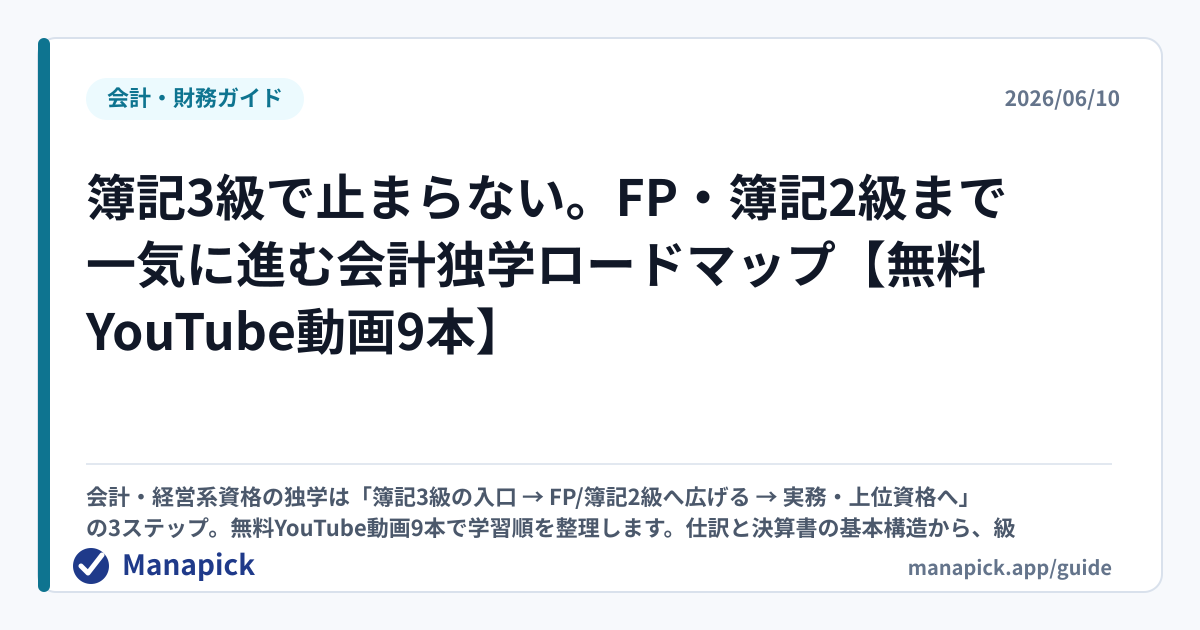 会計・財務ガイド
2026/06/10
簿記3級で止まらない。FP・簿記2級まで
一気に進む会計独学ロードマップ【無料
YouTube動画9本】
会計・経営系資格の独学は「簿記3級の入口 → FP/簿記2級へ広げる → 実務・上位資格へ」
の3ステップ。無料YouTube動画9本で学習順を整理します。仕訳と決算書の基本構造から、級
Manapick
manapick.app/guide